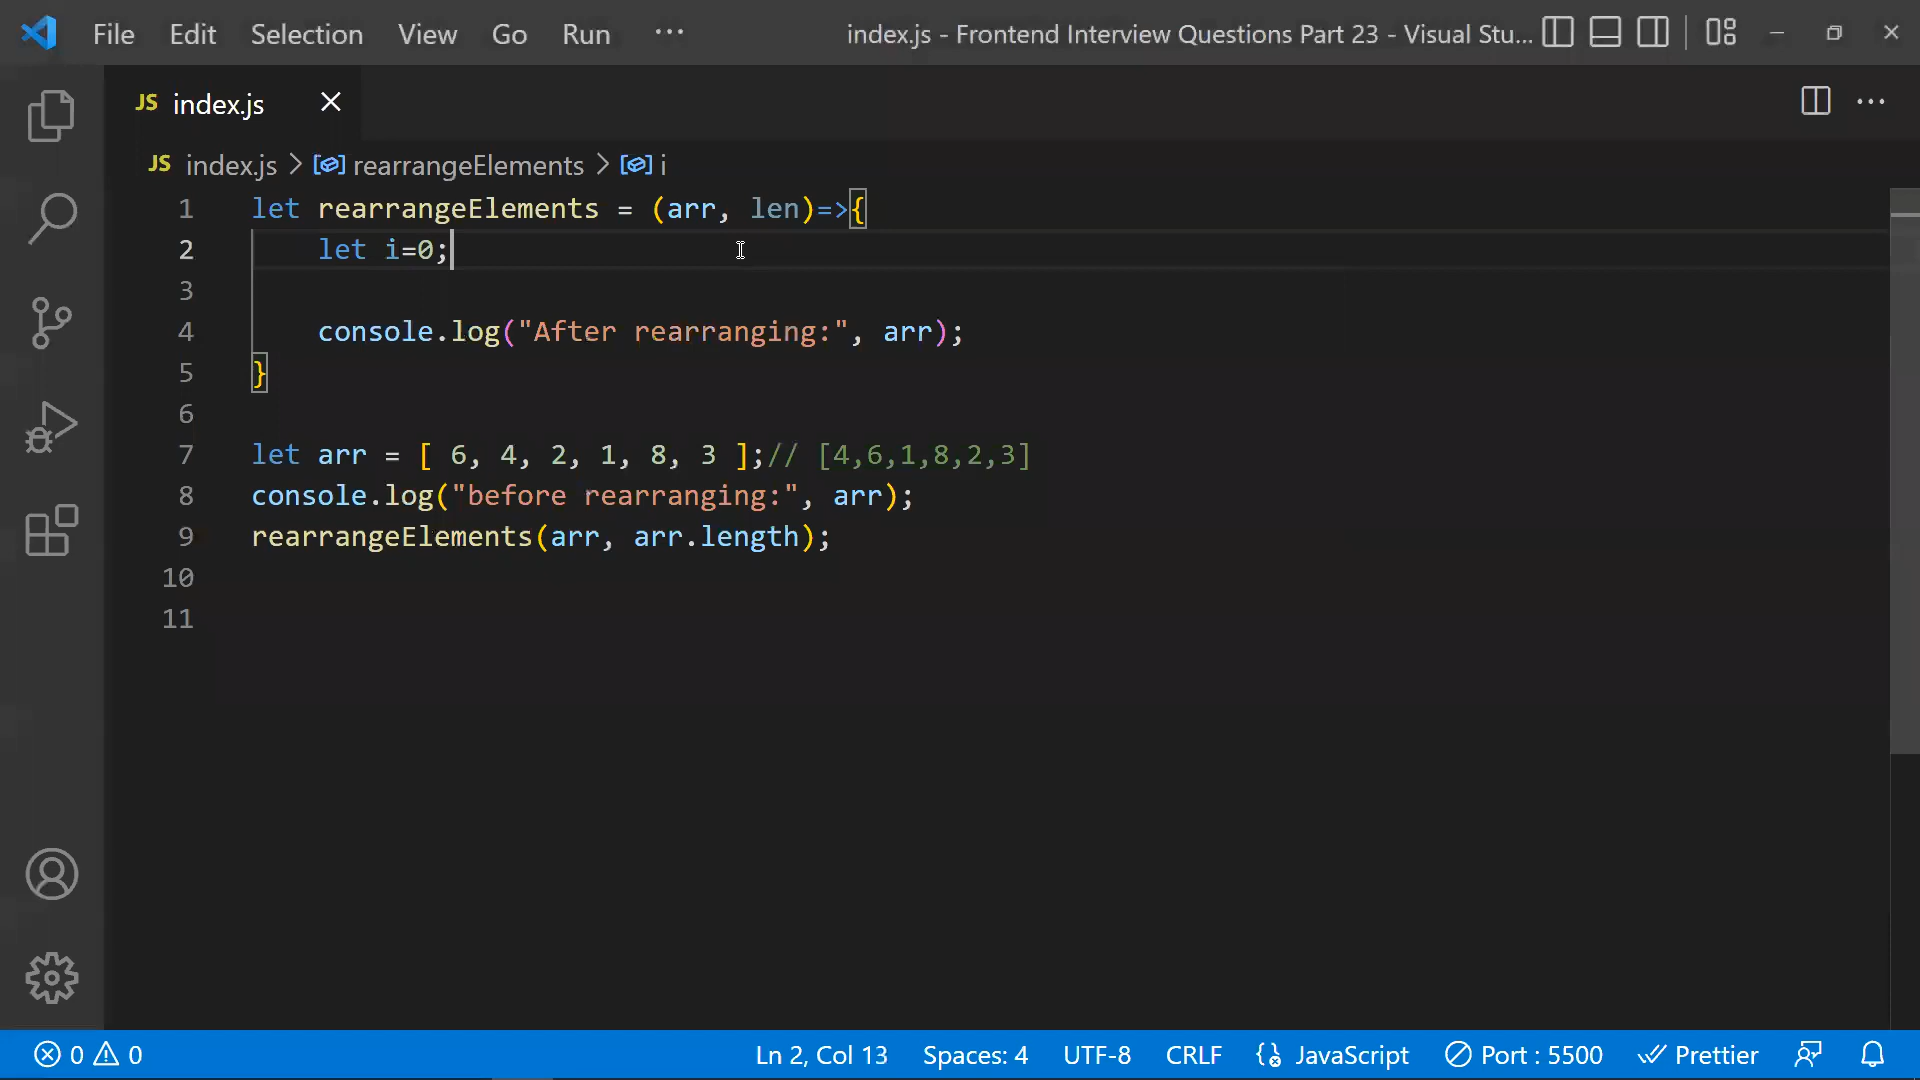 File Edit Selection View Go Run ··· index.js - Frontend Interview Questions Part 23 - Visual Stu...
JS index.js
JS index.js > rearrangeElements > i
1 let rearrangeElements = (arr, len)=>{
2     let i=0;
3
4     console.log("After rearranging:", arr);
5 }
6
7 let arr = [ 6, 4, 2, 1, 8, 3 ];// [4,6,1,8,2,3]
8 console.log("before rearranging:", arr);
9 rearrangeElements(arr, arr.length);
10
11
0 0 Ln 2, Col 13 Spaces: 4 UTF-8 CRLF JavaScript Port : 5500 Prettier